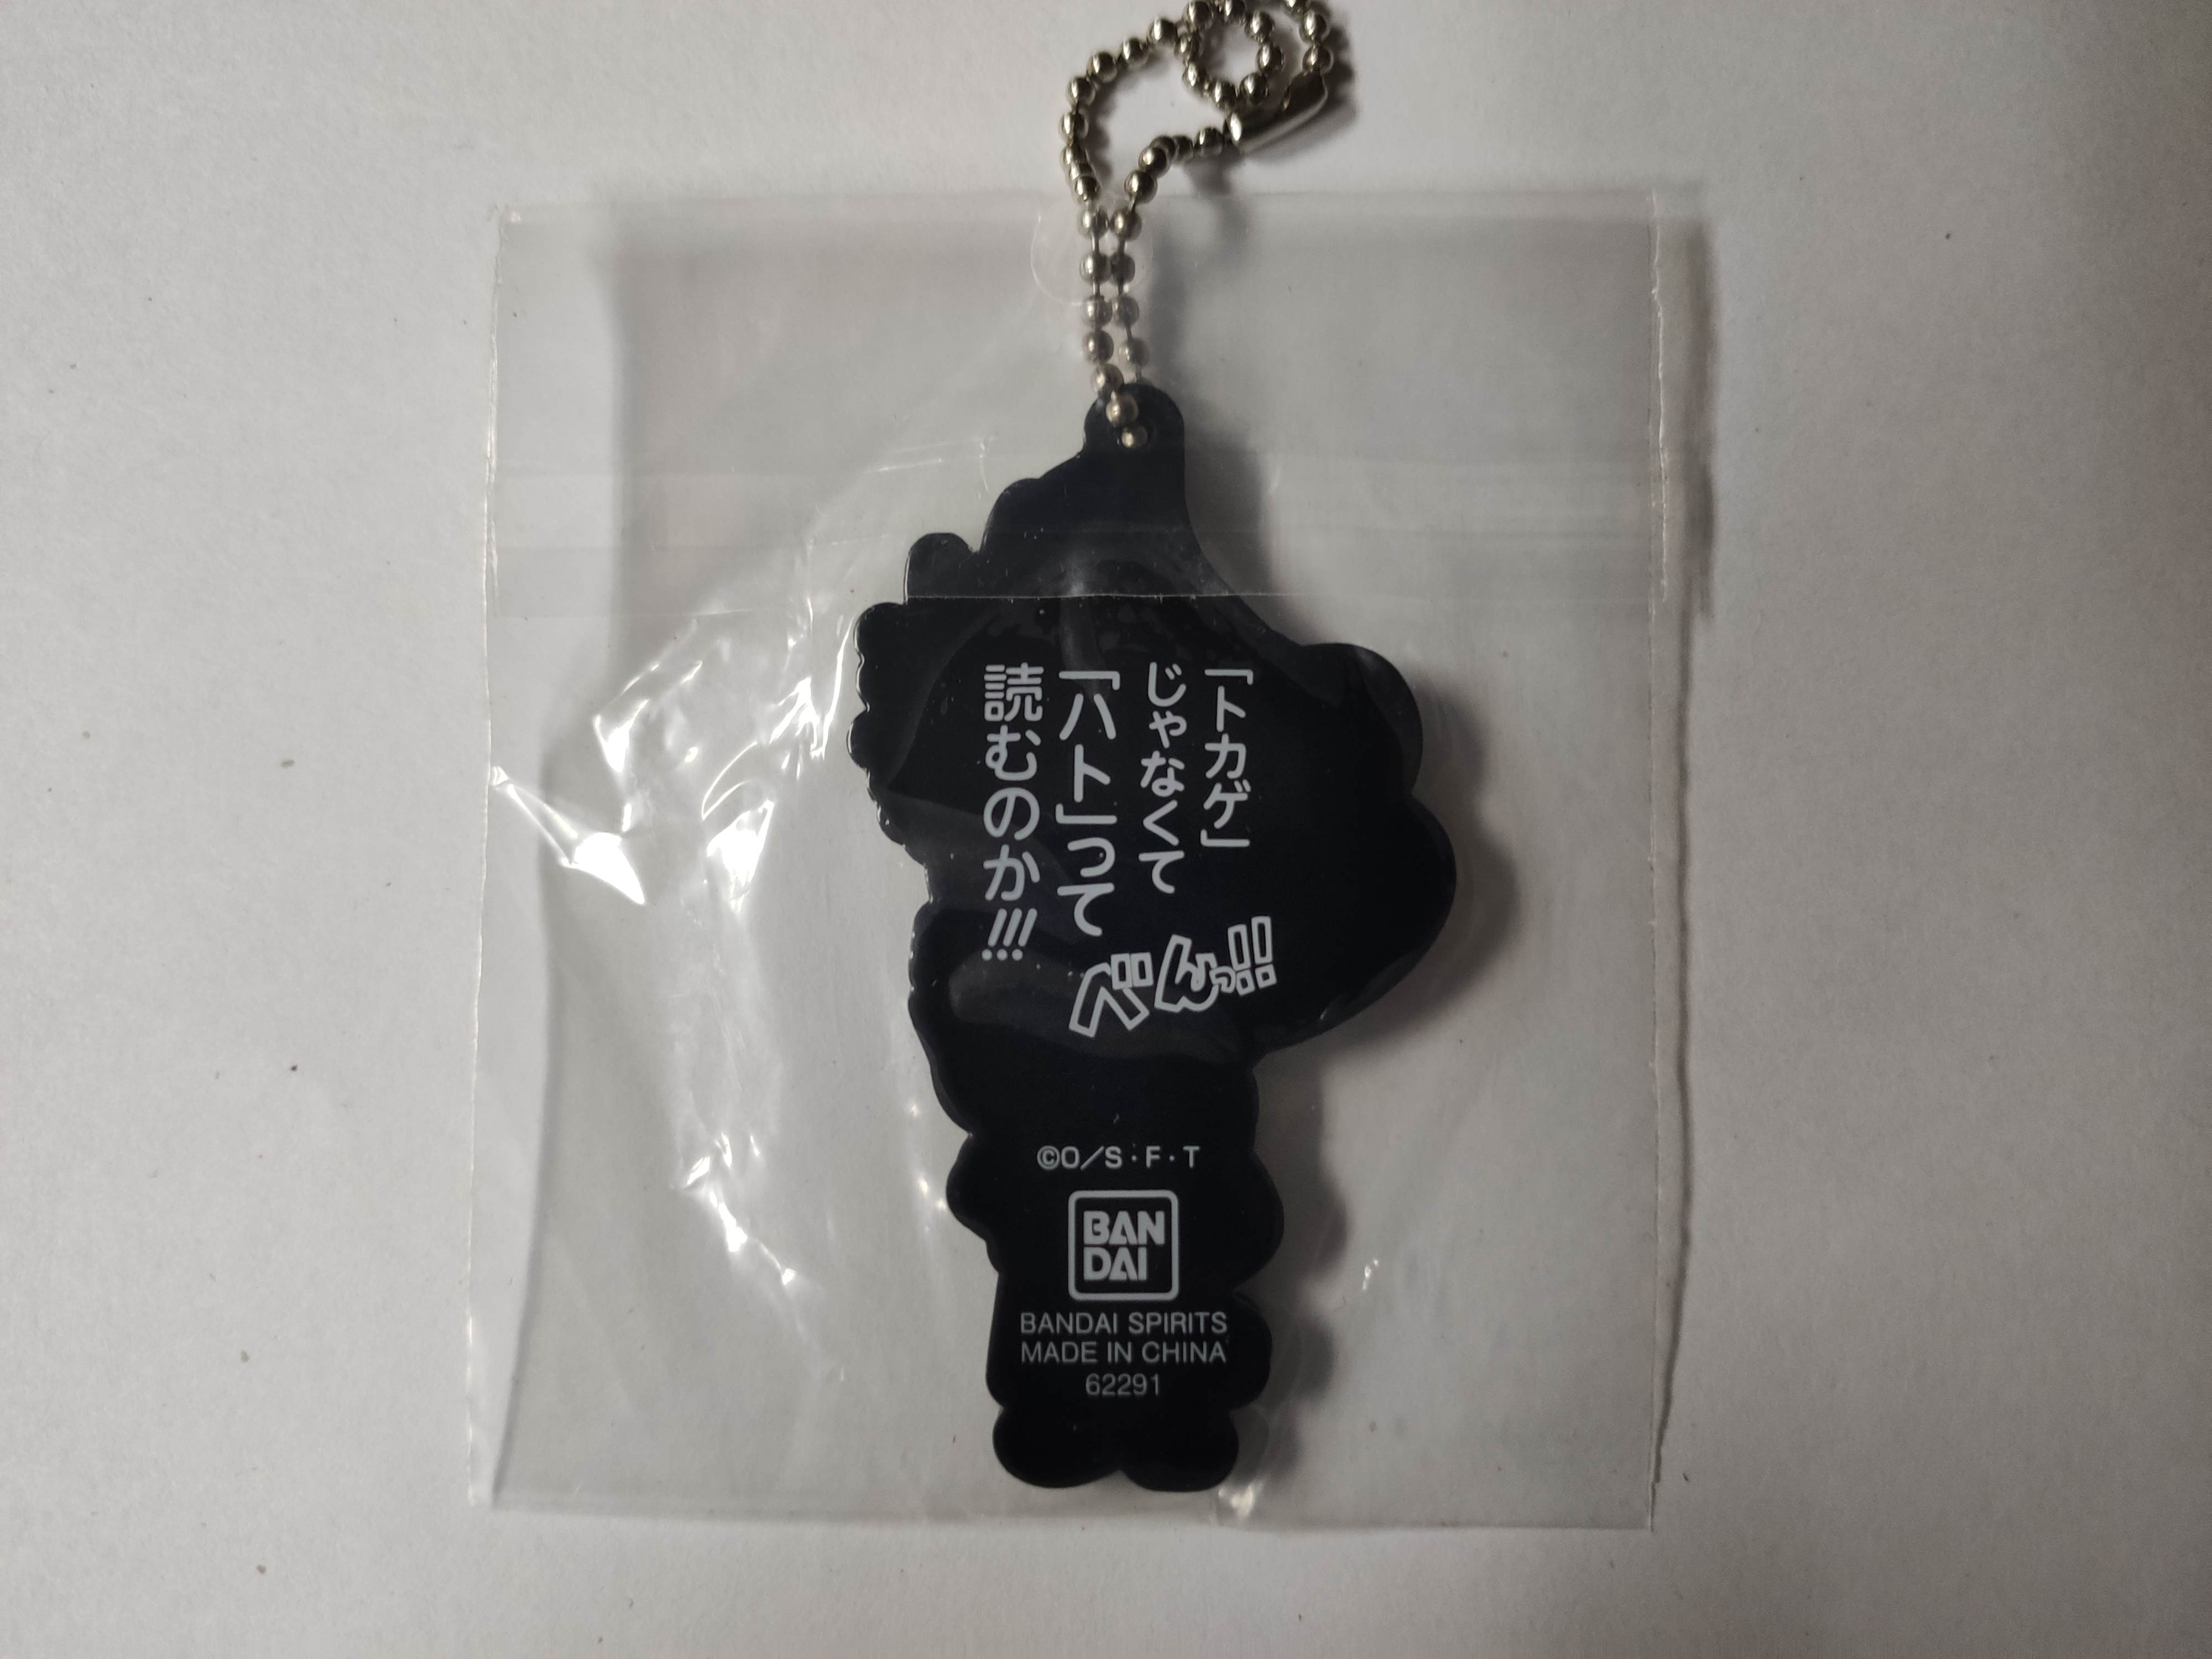 「トカゲ」
じゃなくて
「ハト」って
読むのか!!!
べんっ!!
©O/S・F・T
BAN
DAI
BANDAI SPIRITS
MADE IN CHINA
62291